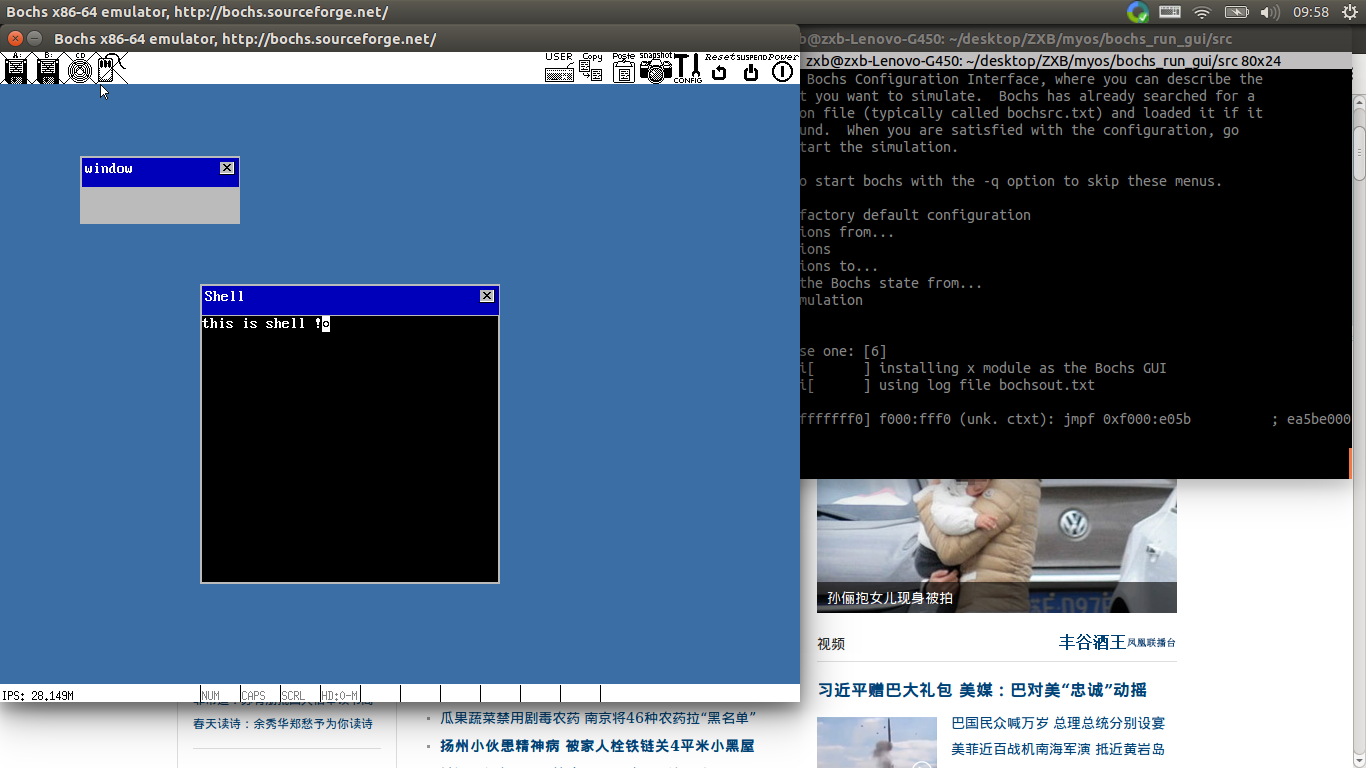 Bochs x86-64 emulator, http://bochs.sourceforge.net/
09:58
Bochs x86-64 emulator, http://bochs.sourceforge.net/
b@zxb-Lenovo-G450: ~/desktop/ZXB/myos/bochs_run_gui/src
A:
B:
CD
USER
Copy
Poste
snapshot
CONFIG
Reset
SUSPEND
Power
zxb@zxb-Lenovo-G450: ~/desktop/ZXB/myos/bochs_run_gui/src 80x24
Bochs Configuration Interface, where you can describe the
t you want to simulate.  Bochs has already searched for a
on file (typically called bochsrc.txt) and loaded it if it
und.  When you are satisfied with the configuration, go
tart the simulation.
o start bochs with the -q option to skip these menus.
factory default configuration
ions from...
ions
ions to...
the Bochs state from...
mulation
se one: [6]
i[      ] installing x module as the Bochs GUI
i[      ] using log file bochsout.txt
fffffff0] f000:fff0 (unk. ctxt): jmpf 0xf000:e05b          ; ea5be000
window
Shell
this is shell !o
IPS: 28.149M
NUM
CAPS
SCRL
HD:0-M
孙俪抱女儿现身被拍
视频
丰谷酒王 凤凰联播台
习近平赠巴大礼包 美媒：巴对美“忠诚”动摇
巴国民众喊万岁 总理总统分别设宴
美菲近百战机南海军演 抵近黄岩岛
春天读诗：余秀华郑愁予为你读诗
瓜果蔬菜禁用剧毒农药 南京将46种农药拉“黑名单”
扬州小伙患精神病 被家人栓铁链关4平米小黑屋